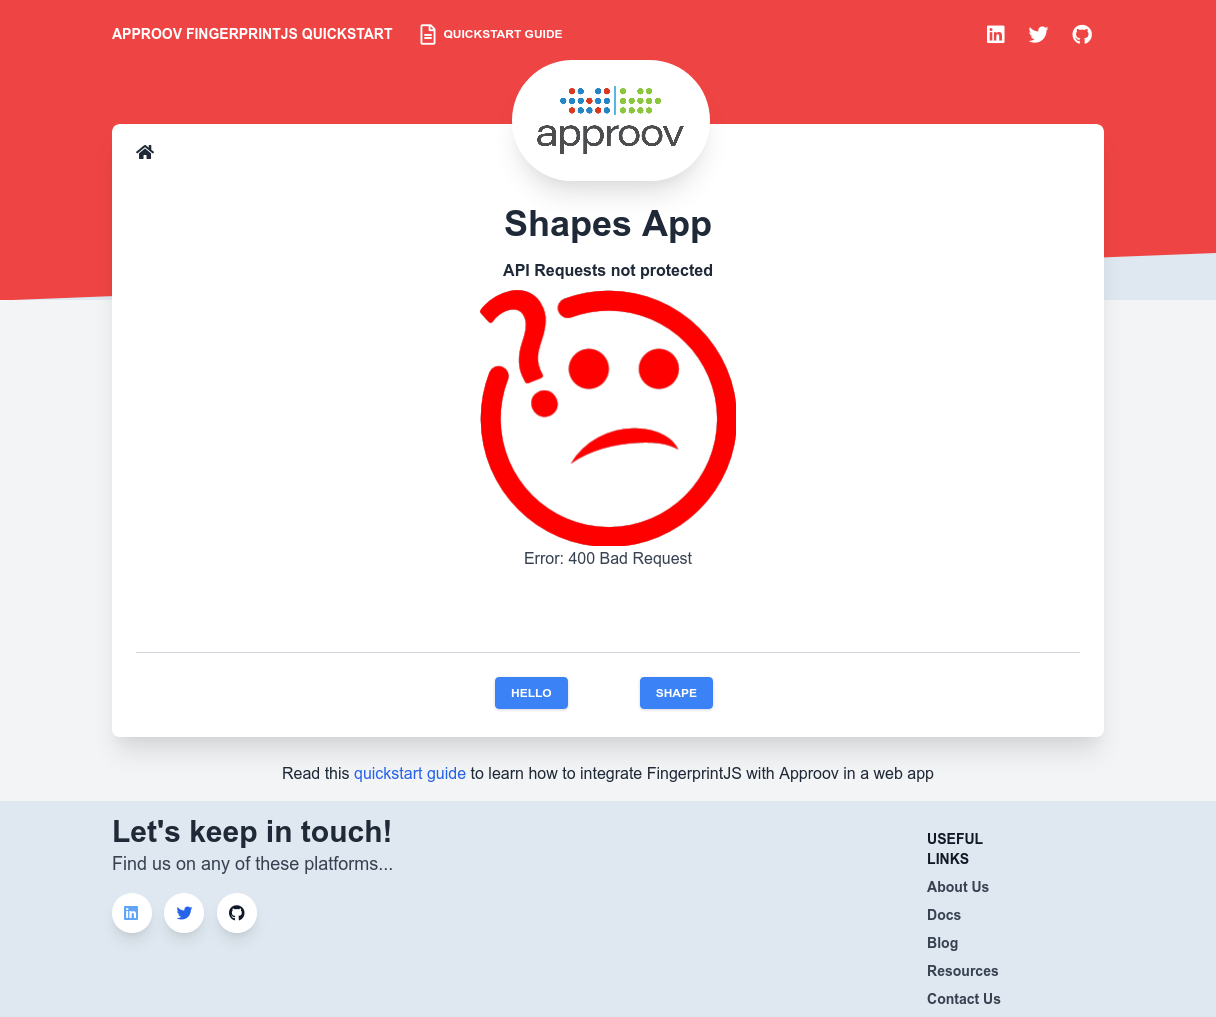 APPROOV FINGERPRINTJS QUICKSTART
QUICKSTART GUIDE
approov
Shapes App
API Requests not protected
?
Error: 400 Bad Request
HELLO
SHAPE
Read this quickstart guide to learn how to integrate FingerprintJS with Approov in a web app
Let's keep in touch!
Find us on any of these platforms...
USEFUL
LINKS
About Us
Docs
Blog
Resources
Contact Us